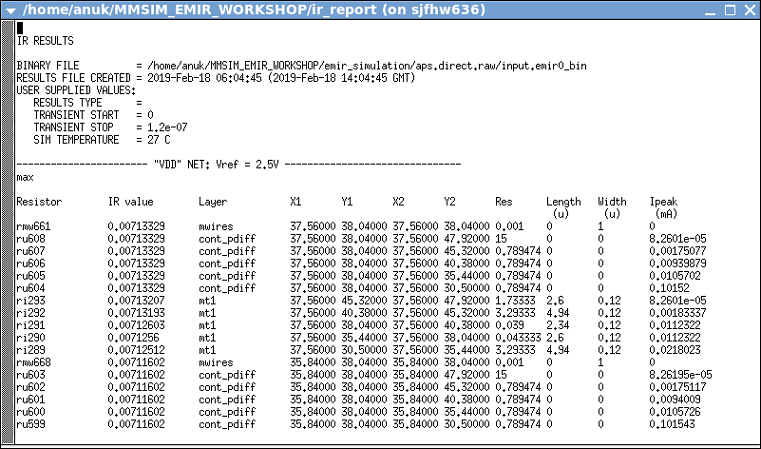 /home/anuk/MMSIM_EMIR_WORKSHOP/ir_report (on sjfhw636)
IR RESULTS
BINARY FILE = /home/anuk/MMSIM_EMIR_WORKSHOP/emir_simulation/aps.direct.raw/input.emir0_bin
RESULTS FILE CREATED = 2019-Feb-18 06:04:45 (2019-Feb-18 14:04:45 GMT)
USER SUPPLIED VALUES:
RESULTS TYPE =
TRANSIENT START = 0
TRANSIENT STOP = 1.2e-07
SIM TEMPERATURE = 27 C
---------------------- "VDD" NET: Vref = 2.5V ------------------------------
max
Resistor IR value Layer X1 Y1 X2 Y2 Res Length Width Ipeak
(u) (u) (mA)
rmw661 0.00713329 mwires 37.56000 38.04000 37.56000 38.04000 0.001 0 1 0
ru608 0.00713329 cont_pdiff 37.56000 38.04000 37.56000 47.92000 15 0 0 8.2601e-05
ru607 0.00713329 cont_pdiff 37.56000 38.04000 37.56000 45.32000 0.789474 0 0 0.00175077
ru606 0.00713329 cont_pdiff 37.56000 38.04000 37.56000 40.38000 0.789474 0 0 0.00939879
ru605 0.00713329 cont_pdiff 37.56000 38.04000 37.56000 35.44000 0.789474 0 0 0.0105702
ru604 0.00713329 cont_pdiff 37.56000 38.04000 37.56000 30.50000 0.789474 0 0 0.10152
ri293 0.00713207 mt1 37.56000 45.32000 37.56000 47.92000 1.73333 2.6 0.12 8.2601e-05
ri292 0.00713193 mt1 37.56000 40.38000 37.56000 45.32000 3.29333 4.94 0.12 0.00183337
ri291 0.00712603 mt1 37.56000 38.04000 37.56000 40.38000 0.039 2.34 0.12 0.0112322
ri290 0.0071256 mt1 37.56000 35.44000 37.56000 38.04000 0.043333 2.6 0.12 0.0112322
ri289 0.00712512 mt1 37.56000 30.50000 37.56000 35.44000 3.29333 4.94 0.12 0.0218023
rmw668 0.00711602 mwires 35.84000 38.04000 35.84000 38.04000 0.001 0 1 0
ru603 0.00711602 cont_pdiff 35.84000 38.04000 35.84000 47.92000 15 0 0 8.26195e-05
ru602 0.00711602 cont_pdiff 35.84000 38.04000 35.84000 45.32000 0.789474 0 0 0.00175117
ru601 0.00711602 cont_pdiff 35.84000 38.04000 35.84000 40.38000 0.789474 0 0 0.0094009
ru600 0.00711602 cont_pdiff 35.84000 38.04000 35.84000 35.44000 0.789474 0 0 0.0105726
ru599 0.00711602 cont_pdiff 35.84000 38.04000 35.84000 30.50000 0.789474 0 0 0.101543